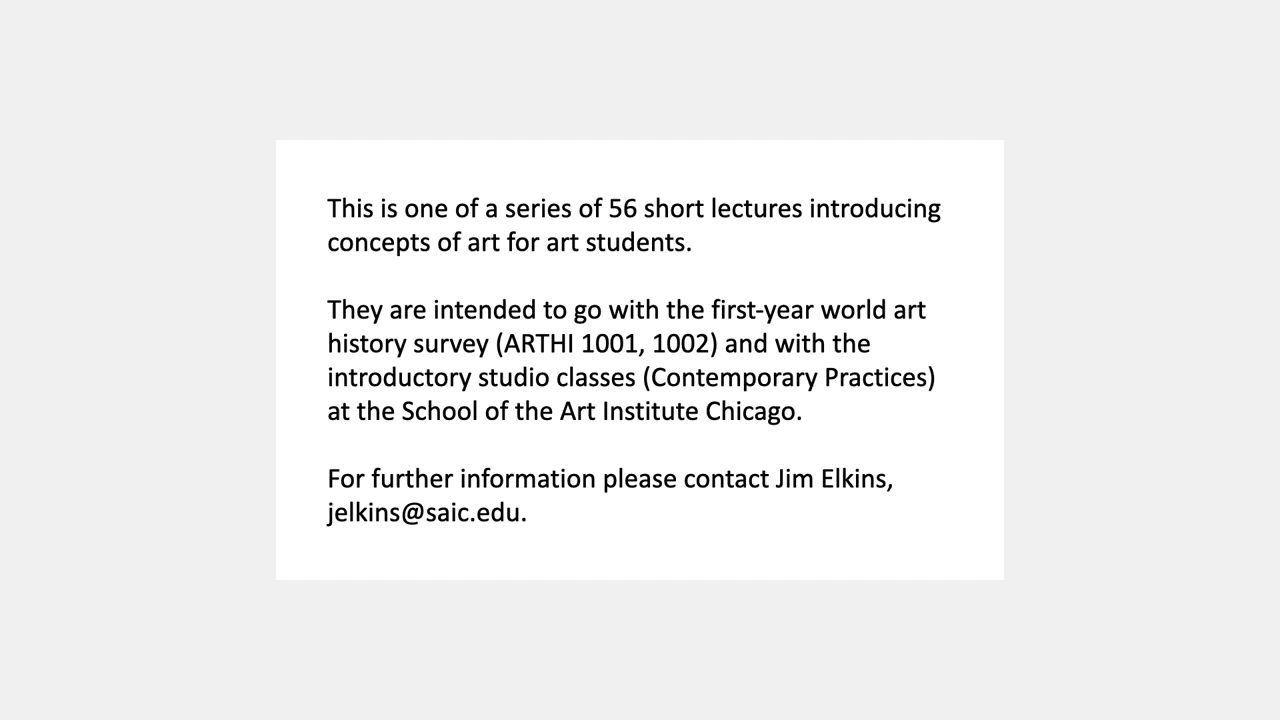 This is one of a series of 56 short lectures introducing
concepts of art for art students.
They are intended to go with the first-year world art
history survey (ARTHI 1001, 1002) and with the
introductory studio classes (Contemporary Practices)
at the School of the Art Institute Chicago.
For further information please contact Jim Elkins,
jelkins@saic.edu.